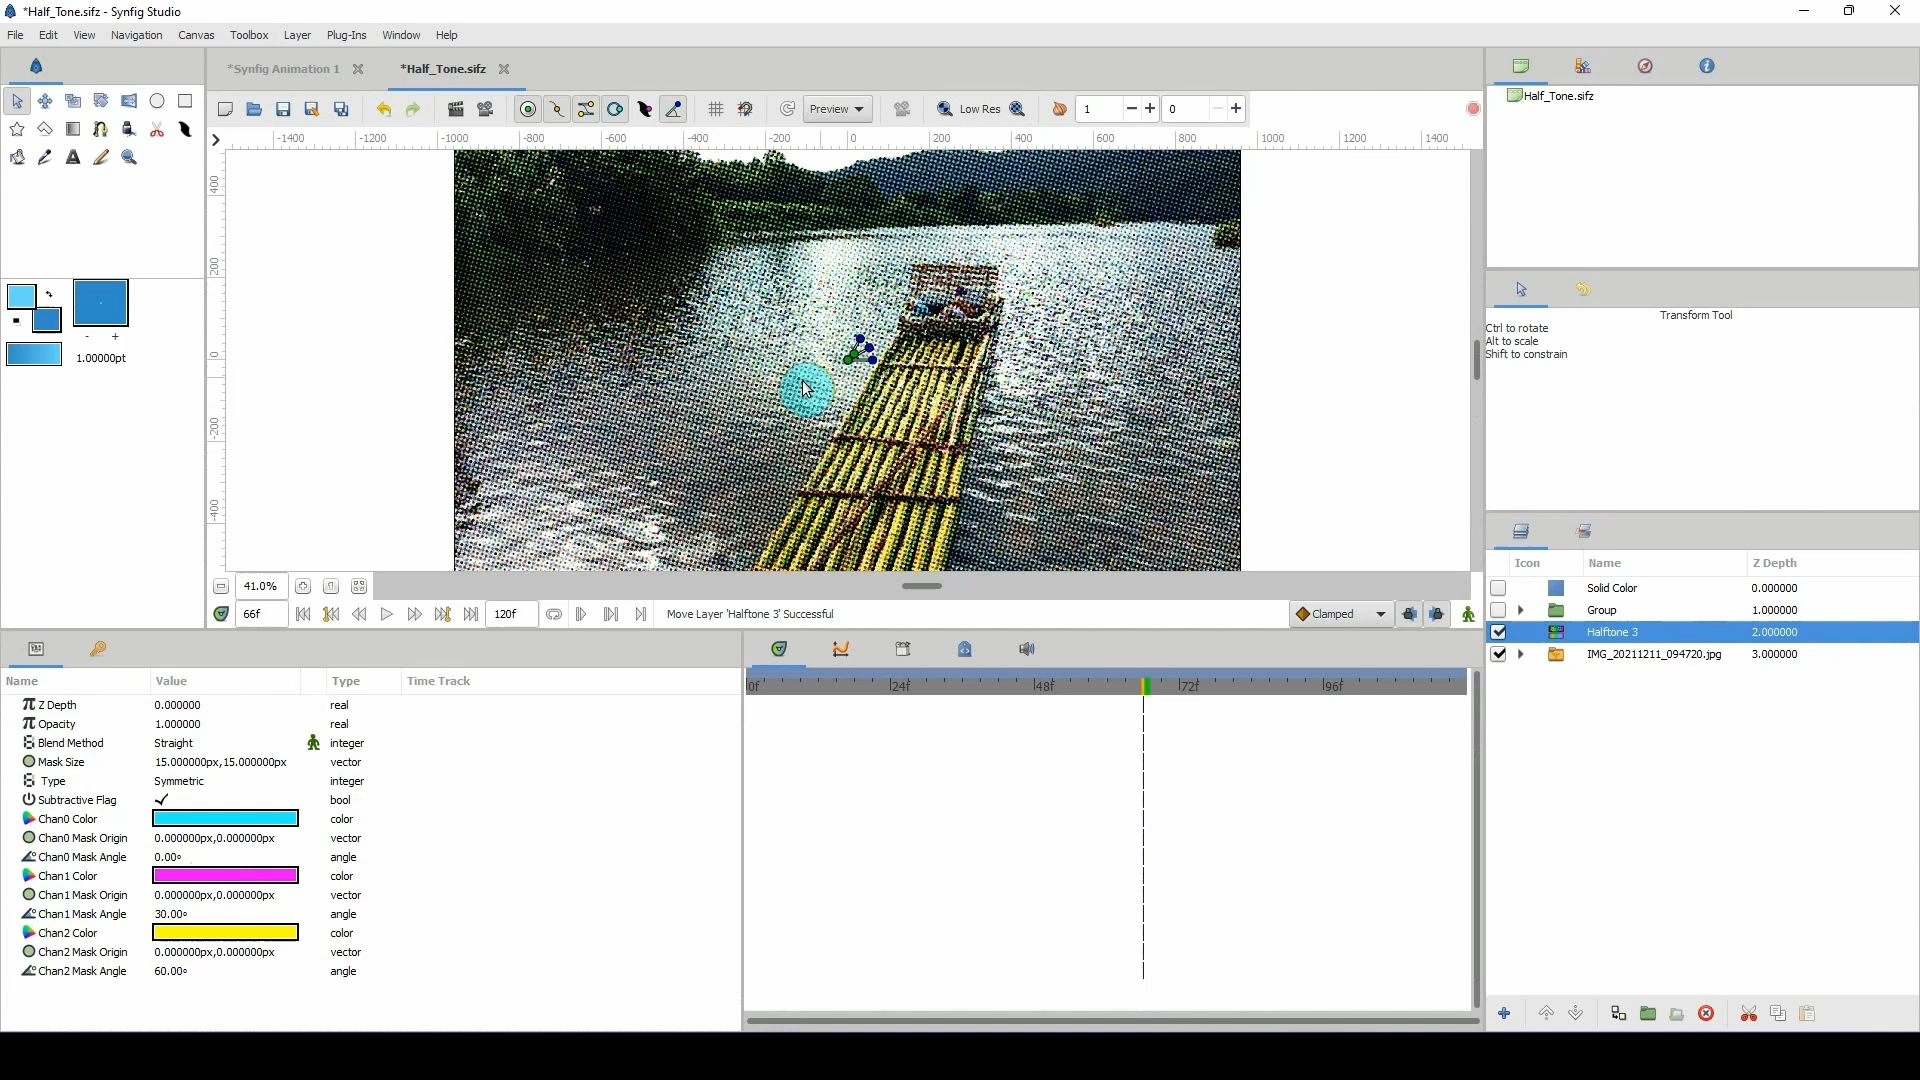 *Half_Tone.sifz - Synfig Studio
File Edit View Navigation Canvas Toolbox Layer Plug-Ins Window Help
*Synfig Animation 1 *Half_Tone.sifz
Preview Low Res 1 0
-1400 -1200 -1000 -800 -600 -400 -200 0 200 400 600 800 1000 1200 1400
400
200
0
-200
-400
1.00000pt
41.0%
66f 120f Move Layer 'Halftone 3' Successful Clamped
Half_Tone.sifz
Transform Tool
Ctrl to rotate
Alt to scale
Shift to constrain
Icon Name Z Depth
Solid Color 0.000000
Group 1.000000
Halftone 3 2.000000
IMG_20211211_094720.jpg 3.000000
Name Value Type Time Track
Z Depth 0.000000 real
Opacity 1.000000 real
Blend Method Straight integer
Mask Size 15.000000px,15.000000px vector
Type Symmetric integer
Subtractive Flag bool
Chan0 Color color
Chan0 Mask Origin 0.000000px,0.000000px vector
Chan0 Mask Angle 0.00° angle
Chan1 Color color
Chan1 Mask Origin 0.000000px,0.000000px vector
Chan1 Mask Angle 30.00° angle
Chan2 Color color
Chan2 Mask Origin 0.000000px,0.000000px vector
Chan2 Mask Angle 60.00° angle
0f 24f 48f 72f 96f